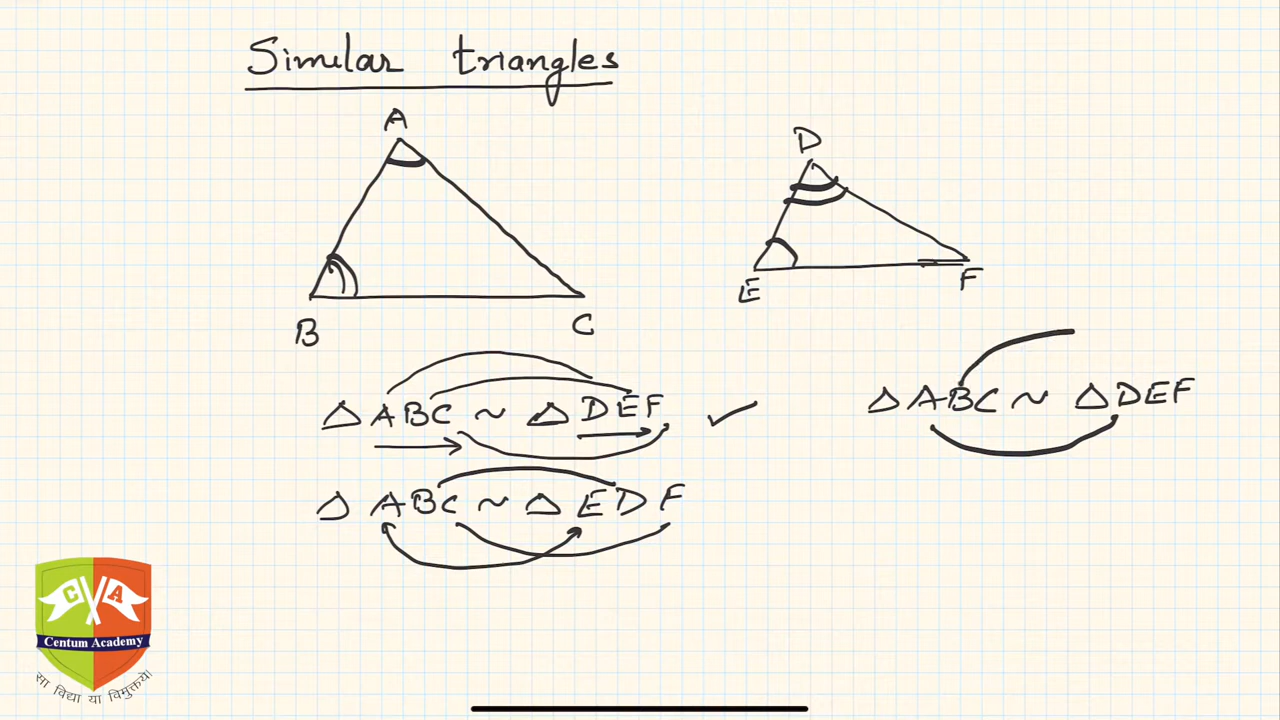 Similar triangles
A
D
E
F
B
C
△ ABC ~ △ DEF ✓
△ ABC ~ △ DEF
△ ABC ~ △ EDF
C A
Centum Academy
सा विद्या या विमुक्तये।